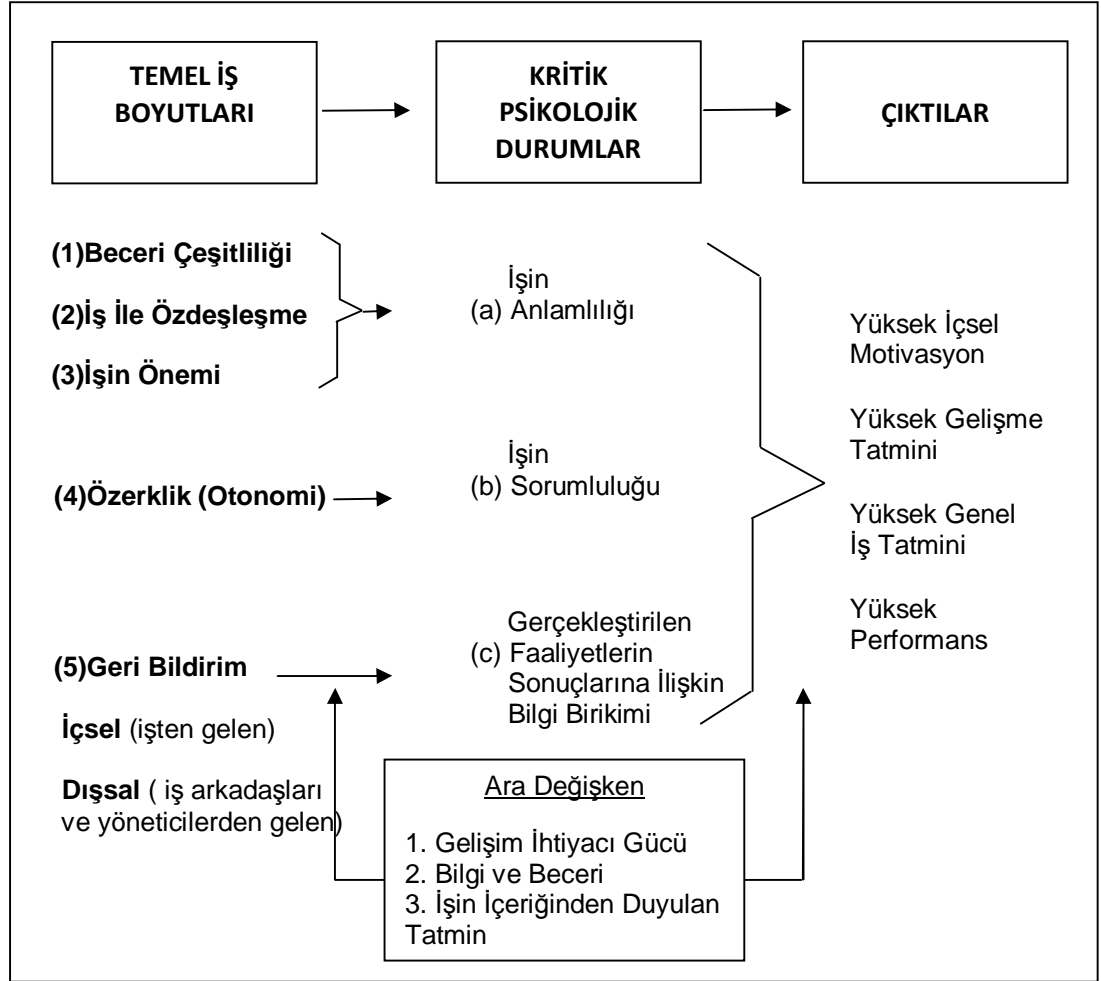 TEMEL İŞ
BOYUTLARI
KRİTİK
PSİKOLOJİK
DURUMLAR
ÇIKTILAR
(1)Beceri Çeşitliliği
(2)İş İle Özdeşleşme
(3)İşin Önemi
İşin
(a) Anlamlılığı
(4)Özerklik (Otonomi)
İşin
(b) Sorumluluğu
(5)Geri Bildirim
İçsel (işten gelen)
Dışsal ( iş arkadaşları
ve yöneticilerden gelen)
Gerçekleştirilen
(c) Faaliyetlerin
Sonuçlarına İlişkin
Bilgi Birikimi
Yüksek İçsel
Motivasyon
Yüksek Gelişme
Tatmini
Yüksek Genel
İş Tatmini
Yüksek
Performans
Ara Değişken
1. Gelişim İhtiyacı Gücü
2. Bilgi ve Beceri
3. İşin İçeriğinden Duyulan
Tatmin